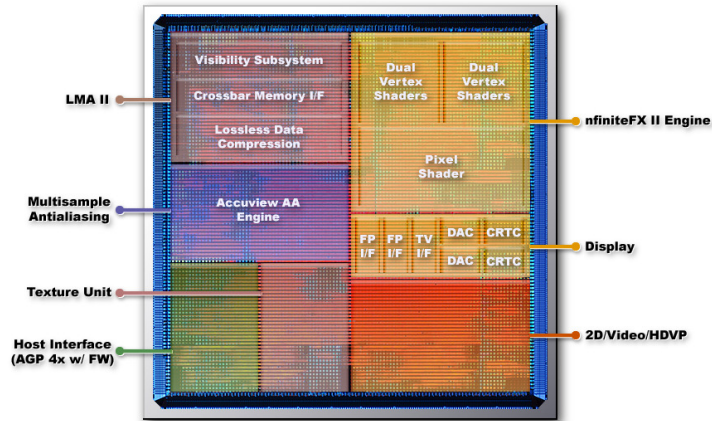 Visibility Subsystem
Crossbar Memory I/F
Lossless Data
Compression
Dual
Vertex
Shaders
Dual
Vertex
Shaders
Pixel
Shader
LMA II
nfiniteFX II Engine
Multisample
Antialiasing
Accuview AA
Engine
FP
I/F
FP
I/F
TV
I/F
DAC
CRTC
DAC
CRTC
Display
Texture Unit
Host Interface
(AGP 4x w/ FW)
2D/Video/HDVP